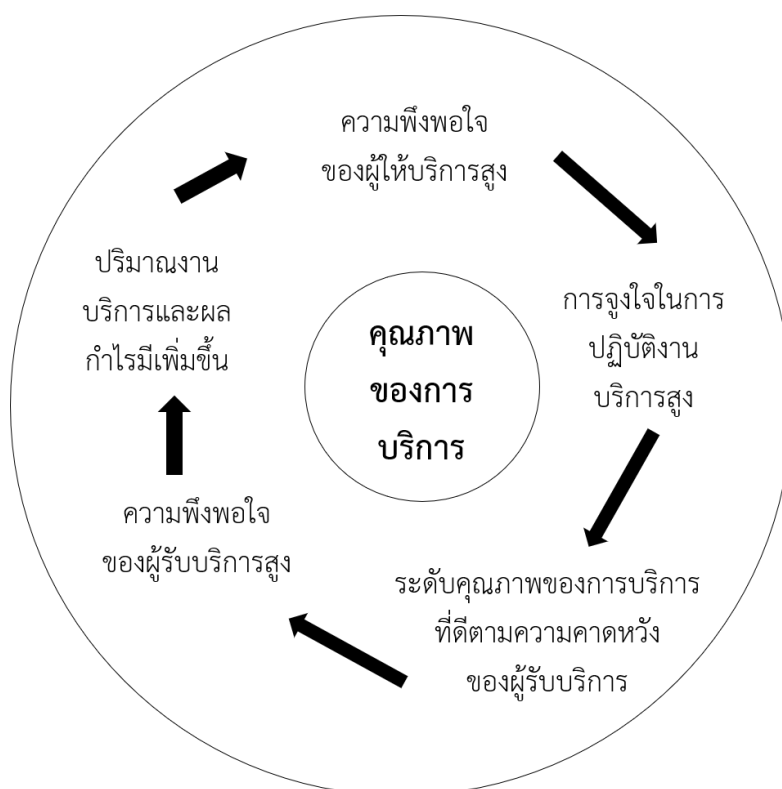 ความพึงพอใจ
ของผู้ให้บริการสูง
การจูงใจในการ
ปฏิบัติงาน
บริการสูง
ระดับคุณภาพของการบริการ
ที่ดีตามความคาดหวัง
ของผู้รับบริการ
ความพึงพอใจ
ของผู้รับบริการสูง
ปริมาณงาน
บริการและผล
กำไรมีเพิ่มขึ้น
คุณภาพ
ของการ
บริการ